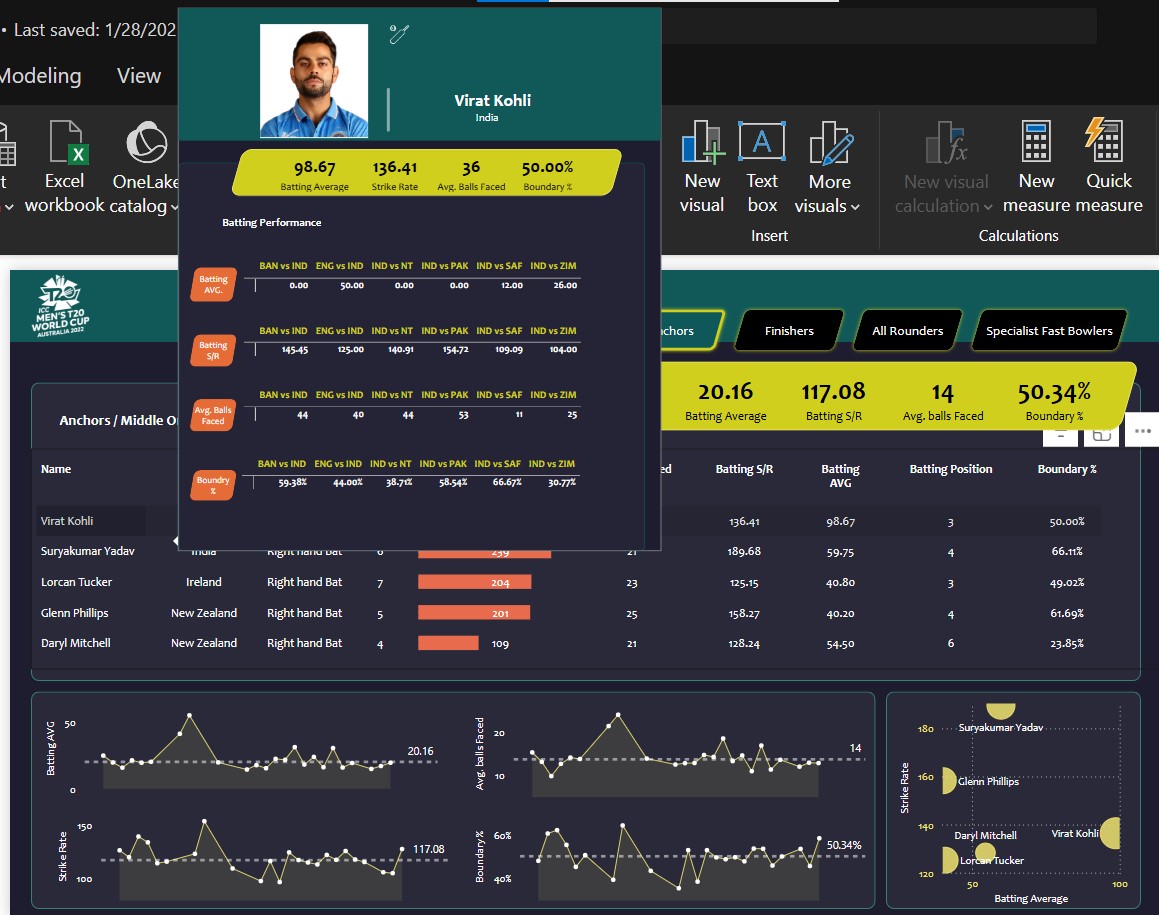 • Last saved: 1/28/202
Modeling
View
Excel
workbook
OneLake
catalog
New
visual
Text
box
More
visuals
New visual
calculation
New
measure
Quick
measure
Insert
Calculations
Virat Kohli
India
98.67 136.41 36 50.00%
Batting Average Strike Rate Avg. Balls Faced Boundary %
Batting Performance
BAN vs IND ENG vs IND IND vs NT IND vs PAK IND vs SAF IND vs ZIM
Batting
AVG.
0.00 50.00 0.00 0.00 12.00 26.00
BAN vs IND ENG vs IND IND vs NT IND vs PAK IND vs SAF IND vs ZIM
Batting
S/R
145.45 125.00 140.91 154.72 109.09 104.00
BAN vs IND ENG vs IND IND vs NT IND vs PAK IND vs SAF IND vs ZIM
Avg. Balls
Faced
44 40 44 53 11 25
BAN vs IND ENG vs IND IND vs NT IND vs PAK IND vs SAF IND vs ZIM
Boundry
%
59.38% 44.00% 38.71% 58.54% 66.67% 30.77%
T20
ICC
MEN'S T20
WORLD CUP
AUSTRALIA 2022
chors
Finishers
All Rounders
Specialist Fast Bowlers
20.16 117.08 14 50.34%
Batting Average Batting S/R Avg. balls Faced Boundary %
Anchors / Middle O
Name ed Batting S/R Batting
AVG Batting Position Boundary %
Virat Kohli 136.41 98.67 3 50.00%
Suryakumar Yadav India Right hand Bat 6 239 21 189.68 59.75 4 66.11%
Lorcan Tucker Ireland Right hand Bat 7 204 23 125.15 40.80 3 49.02%
Glenn Phillips New Zealand Right hand Bat 5 201 25 158.27 40.20 4 61.69%
Daryl Mitchell New Zealand Right hand Bat 4 109 21 128.24 54.50 6 23.85%
Batting AVG
50
0
20.16
Avg. balls Faced
20
10
14
Strike Rate
150
100
117.08
Boundary %
60%
40%
50.34%
Strike Rate
180
160
140
120
Suryakumar Yadav
Glenn Phillips
Virat Kohli
Daryl Mitchell
Lorcan Tucker
50 100
Batting Average